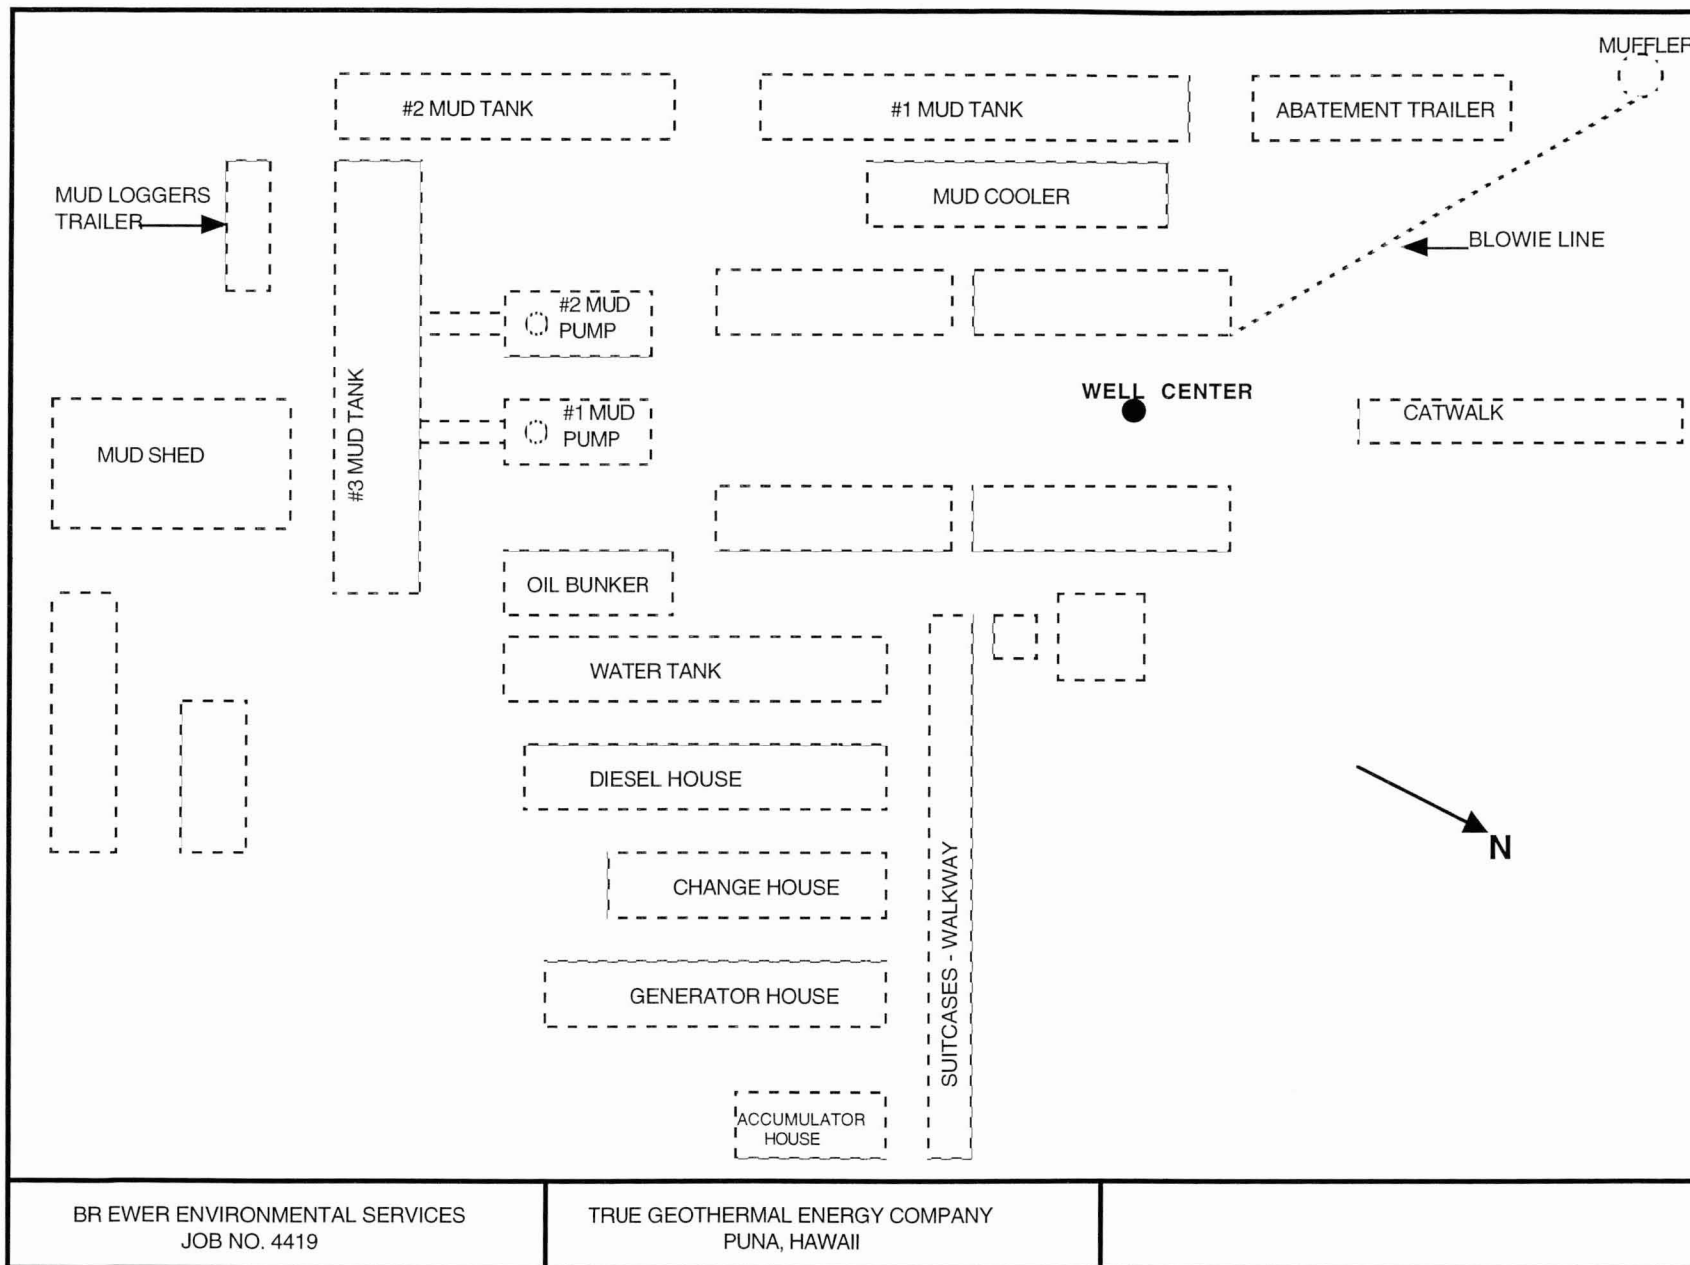 MUFFLER
#2 MUD TANK
#1 MUD TANK
ABATEMENT TRAILER
MUD LOGGERS
TRAILER
MUD COOLER
BLOWIE LINE
#2 MUD
PUMP
#3 MUD TANK
WELL CENTER
#1 MUD
PUMP
CATWALK
MUD SHED
OIL BUNKER
WATER TANK
DIESEL HOUSE
N
CHANGE HOUSE
SUITCASES - WALKWAY
GENERATOR HOUSE
ACCUMULATOR
HOUSE
BR EWER ENVIRONMENTAL SERVICES
JOB NO. 4419
TRUE GEOTHERMAL ENERGY COMPANY
PUNA, HAWAII